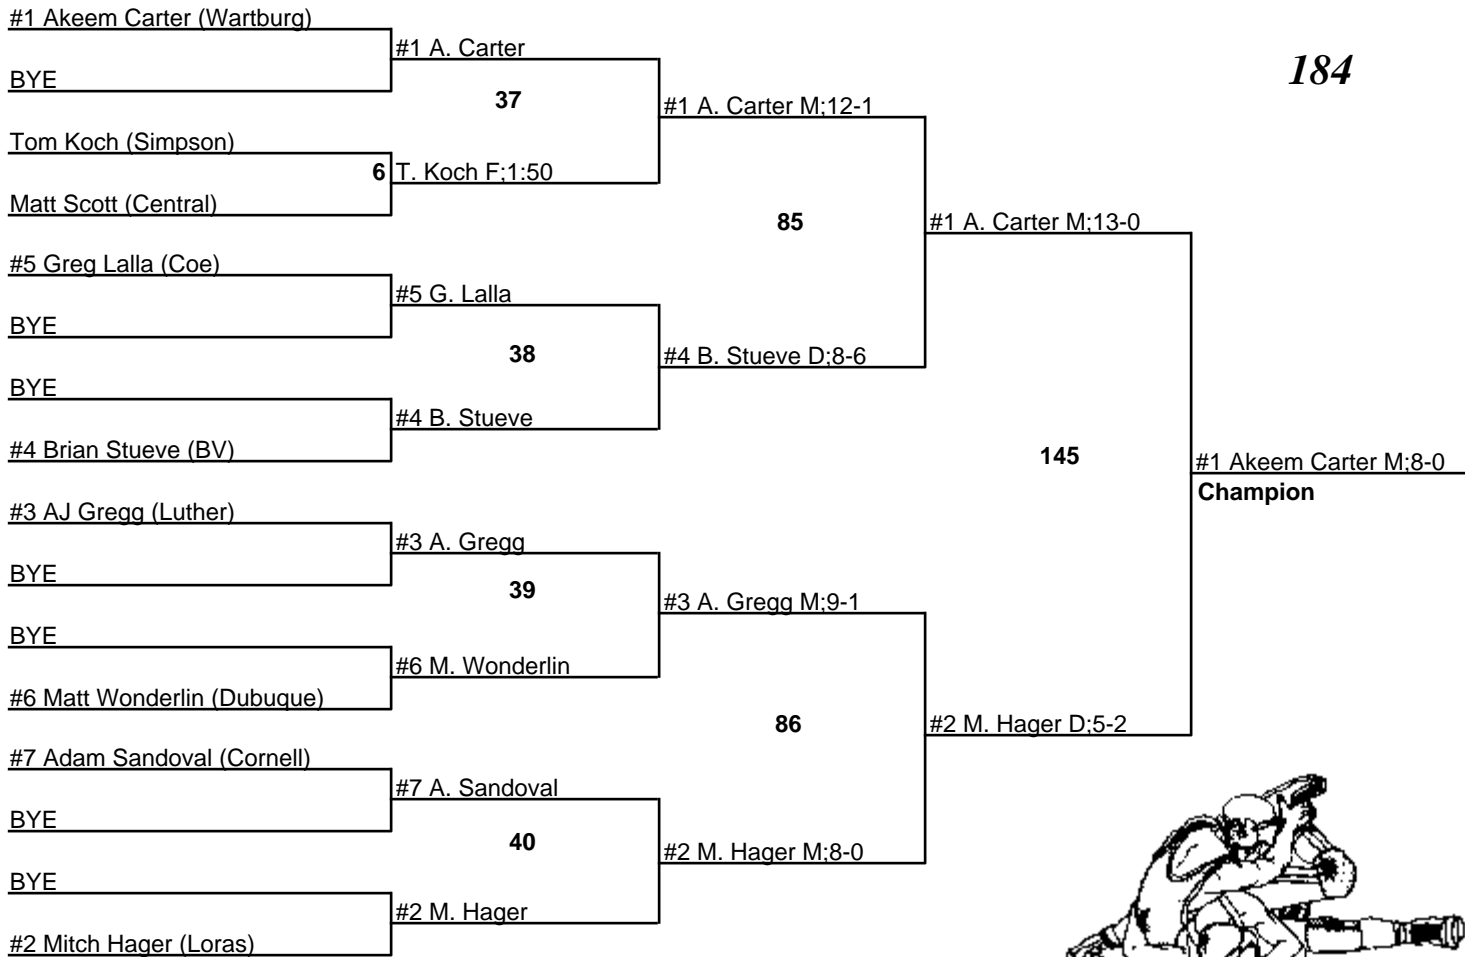 #1 Akeem Carter (Wartburg)
BYE
Tom Koch (Simpson)
Matt Scott (Central)
#5 Greg Lalla (Coe)
BYE
BYE
#4 Brian Stueve (BV)
#3 AJ Gregg (Luther)
BYE
BYE
#6 Matt Wonderlin (Dubuque)
#7 Adam Sandoval (Cornell)
BYE
BYE
#2 Mitch Hager (Loras)
#1 A. Carter
37
6 T. Koch F;1:50
#5 G. Lalla
38
#4 B. Stueve
#3 A. Gregg
39
#6 M. Wonderlin
#7 A. Sandoval
40
#2 M. Hager
#1 A. Carter M;12-1
85
#4 B. Stueve D;8-6
#3 A. Gregg M;9-1
86
#2 M. Hager M;8-0
#1 A. Carter M;13-0
145
#2 M. Hager D;5-2
184
#1 Akeem Carter M;8-0
Champion